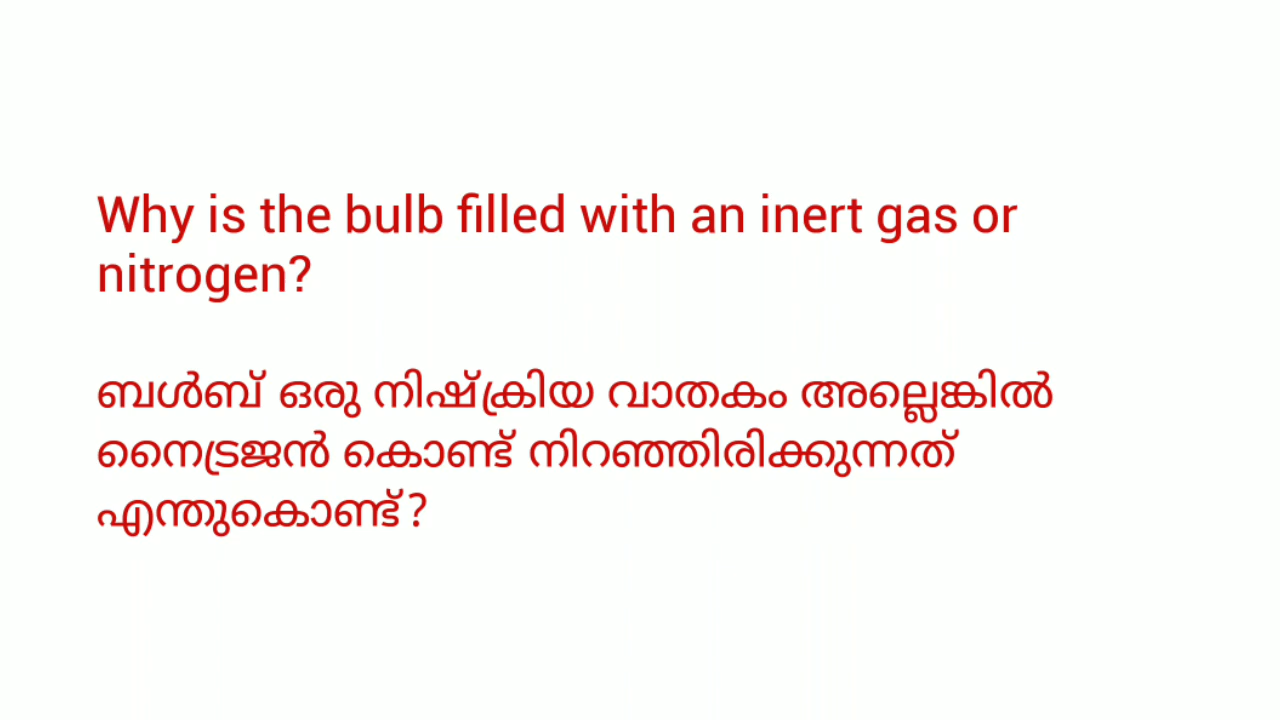 Why is the bulb filled with an inert gas or
nitrogen?
ബൾബ് ഒരു നിഷ്ക്രിയ വാതകം അല്ലെങ്കിൽ
നൈട്രജൻ കൊണ്ട് നിറഞ്ഞിരിക്കുന്നത്
എന്തുകൊണ്ട്?